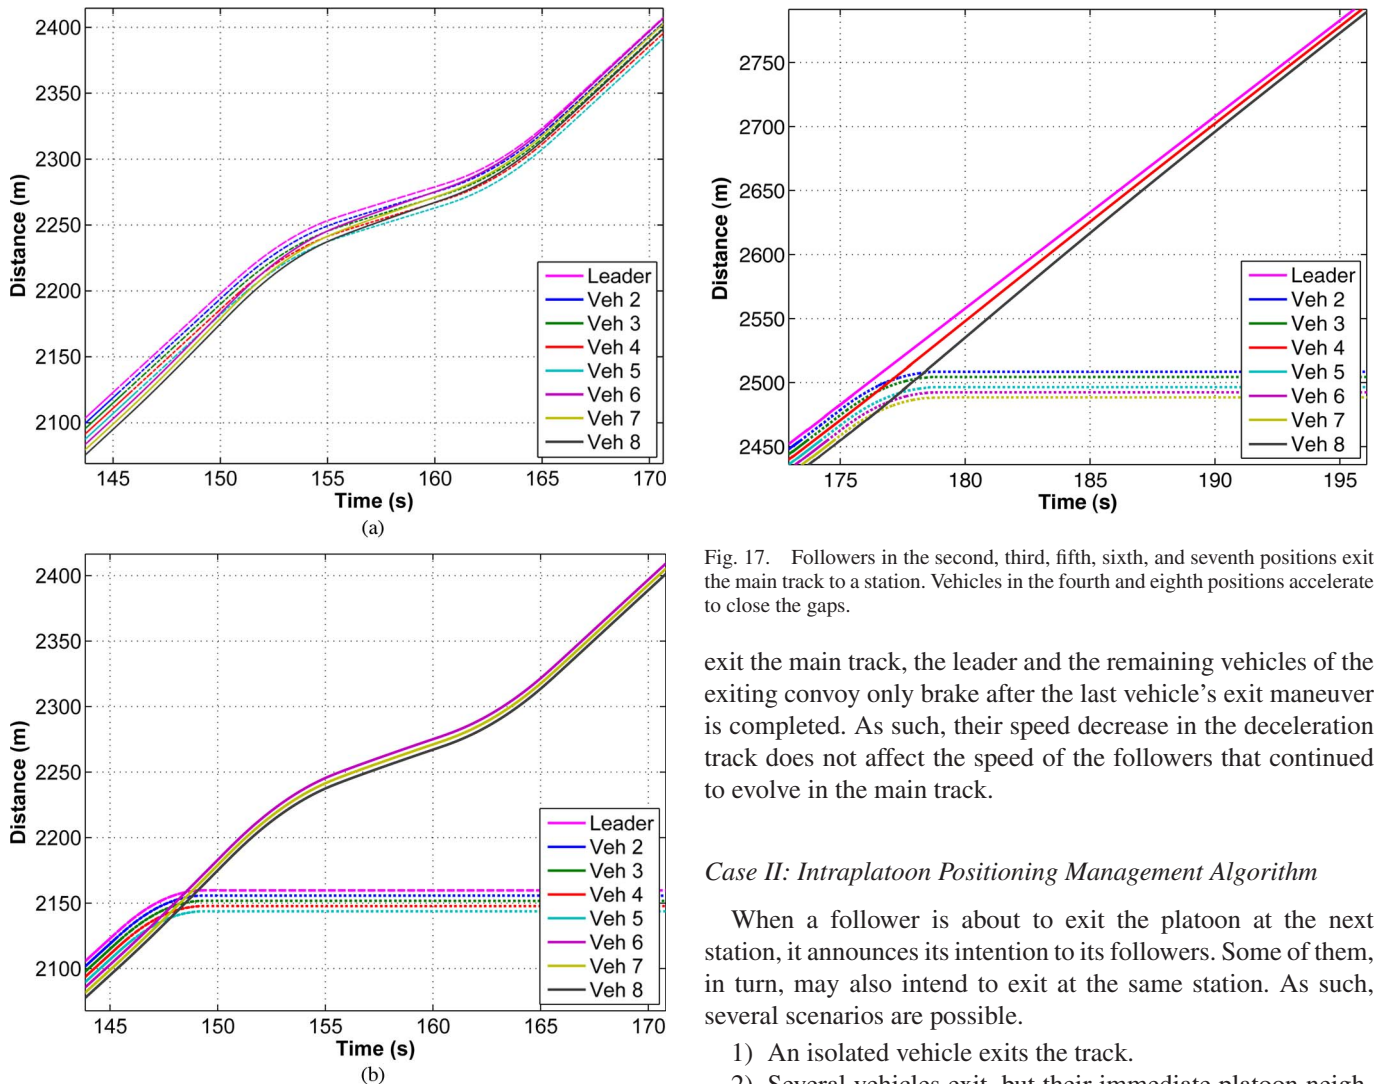 2400
2350
2300
2250
2200
2150
2100
Distance (m)
Leader
Veh 2
Veh 3
Veh 4
Veh 5
Veh 6
Veh 7
Veh 8
145 150 155 160 165 170
Time (s)
(a)
2400
2350
2300
2250
2200
2150
2100
Distance (m)
Leader
Veh 2
Veh 3
Veh 4
Veh 5
Veh 6
Veh 7
Veh 8
145 150 155 160 165 170
Time (s)
(b)
2750
2700
2650
2600
2550
2500
2450
Distance (m)
Leader
Veh 2
Veh 3
Veh 4
Veh 5
Veh 6
Veh 7
Veh 8
175 180 185 190 195
Time (s)
Fig. 17. Followers in the second, third, fifth, sixth, and seventh positions exit
the main track to a station. Vehicles in the fourth and eighth positions accelerate
to close the gaps.
exit the main track, the leader and the remaining vehicles of the
exiting convoy only brake after the last vehicle's exit maneuver
is completed. As such, their speed decrease in the deceleration
track does not affect the speed of the followers that continued
to evolve in the main track.
Case II: Intraplatoon Positioning Management Algorithm
When a follower is about to exit the platoon at the next
station, it announces its intention to its followers. Some of them,
in turn, may also intend to exit at the same station. As such,
several scenarios are possible.
1) An isolated vehicle exits the track.
2) Several vehicles exit, but their immediate platoon neigh-